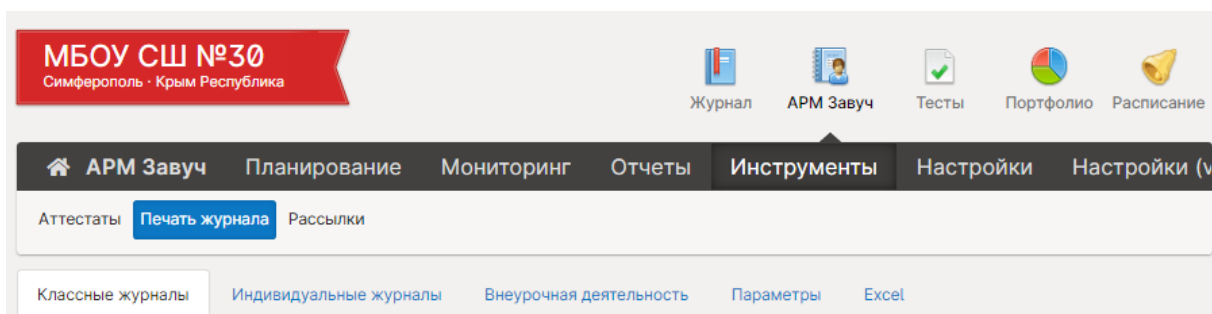 МБОУ СШ №30
Симферополь · Крым Республика
Журнал АРМ Завуч Тесты Портфолио Расписание
АРМ Завуч Планирование Мониторинг Отчеты Инструменты Настройки Настройки (v
Аттестаты Печать журнала Рассылки
Классные журналы Индивидуальные журналы Внеурочная деятельность Параметры Excel